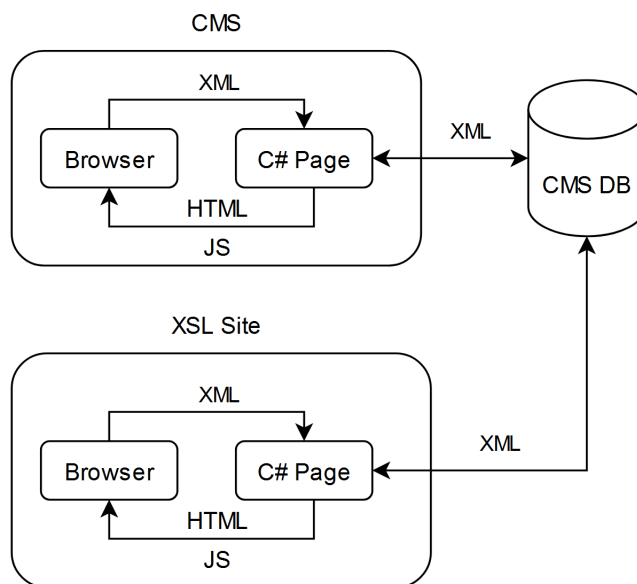 CMS
XML
Browser
C# Page
HTML
JS
XML
CMS DB
XSL Site
XML
Browser
C# Page
HTML
JS
XML